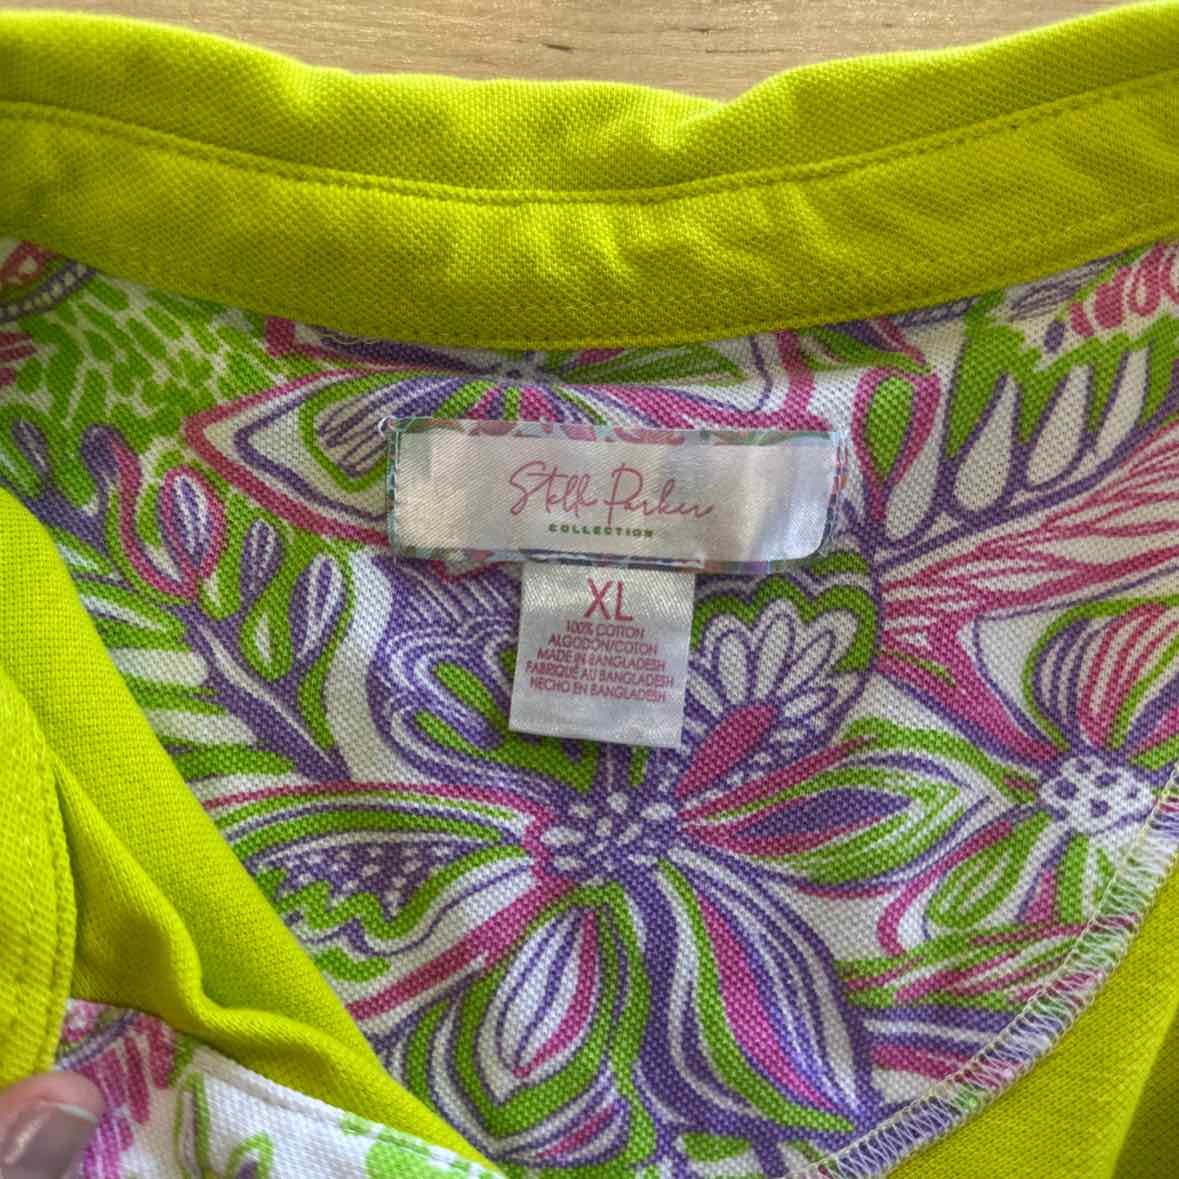 Stella Parker
COLLECTION
XL
100% COTTON
ALGODON/COTON
MADE IN BANGLADESH
FABRIQUE AU BANGLADESH
HECHO EN BANGLADESH